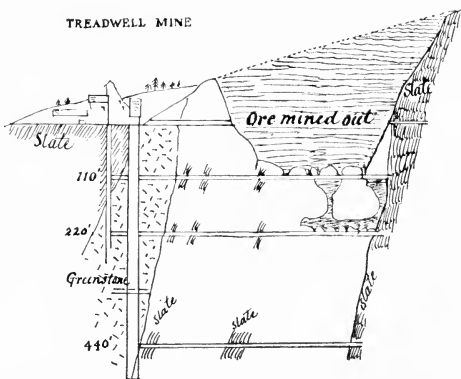 TREADWELL MINE
Ore mined out
Slate
Slate
110'
220'
Greenstone
slate
slate
slate
440'